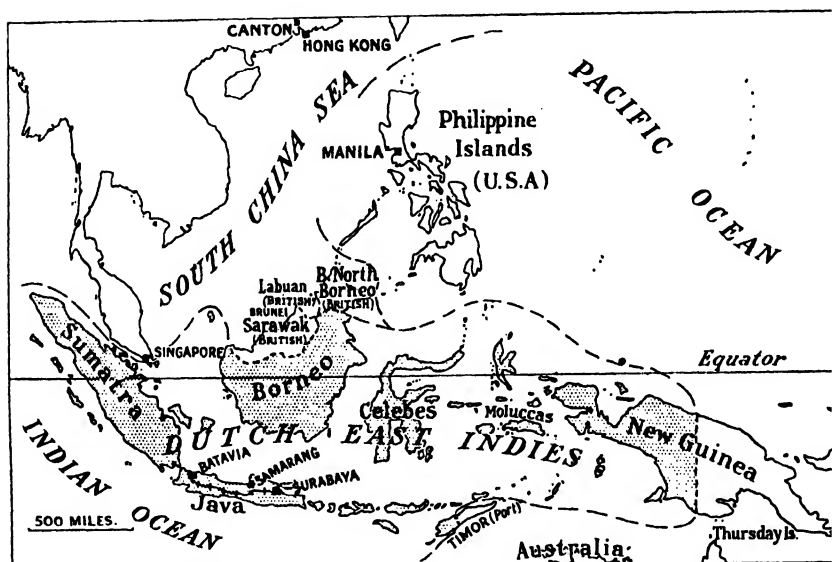 CANTON
HONG KONG
PACIFIC OCEAN
SOUTH CHINA SEA
Philippine
Islands
(U.S.A)
MANILA
B. North
Borneo
(BRITISH)
Labuan
(BRITISH)
BRUNEI
Sarawak
(BRITISH)
SINGAPORE
Equator
Sumatra
Borneo
Celebes
Moluccas
New Guinea
DUTCH EAST INDIES
INDIAN OCEAN
BATAVIA
SAMARANG
SURABAYA
Java
500 MILES.
TIMOR (Port)
Australia
Thursday Is.